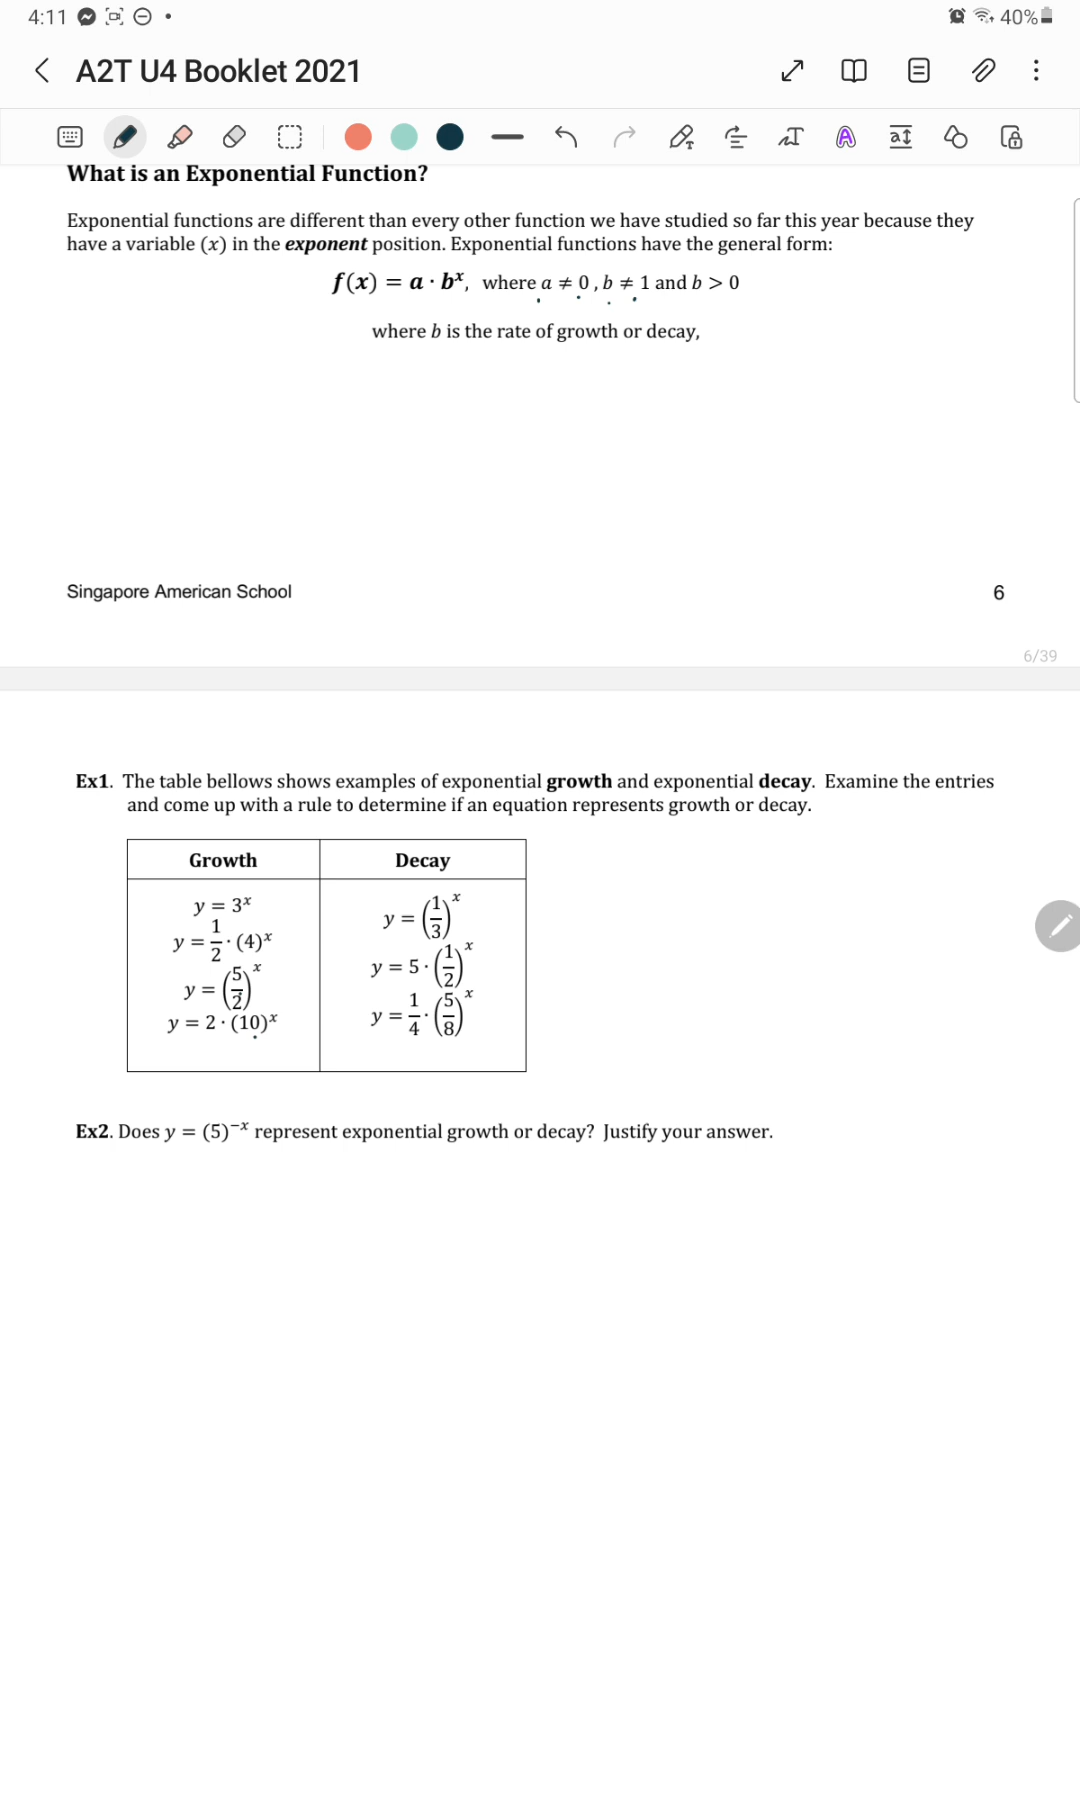 4:11 40%
A2T U4 Booklet 2021
What is an Exponential Function?
Exponential functions are different than every other function we have studied so far this year because they
have a variable (x) in the exponent position. Exponential functions have the general form:
f(x) = a · bˣ, where a ≠ 0 , b ≠ 1 and b > 0
where b is the rate of growth or decay,
Singapore American School 6
6/39
Ex1. The table bellows shows examples of exponential growth and exponential decay. Examine the entries
and come up with a rule to determine if an equation represents growth or decay.
Growth Decay
y = 3ˣ
y = 1/2 · (4)ˣ
y = (5/2)ˣ
y = 2 · (10)ˣ
y = (1/3)ˣ
y = 5 · (1/2)ˣ
y = 1/4 · (5/8)ˣ
Ex2. Does y = (5)⁻ˣ represent exponential growth or decay? Justify your answer.